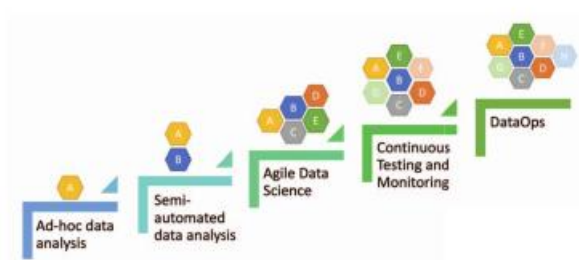 A
Ad-hoc data
analysis
A
B
Semi-
automated
data analysis
A
B
C
D
E
Agile Data
Science
A
E
F
B
G
D
C
Continuous
Testing and
Monitoring
A
E
F
B
H
G
D
C
DataOps